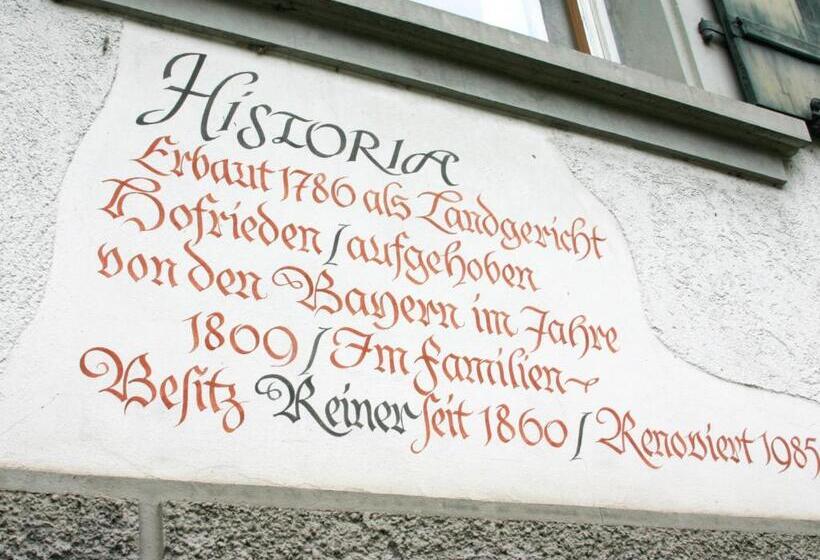 HISTORIA
Erbaut 1786 als Landgericht
Hofrieden / aufgehoben
von den Bayern im Jahre
1809 / Im Familien-
Besitz Reiner seit 1860 / Renoviert 1985